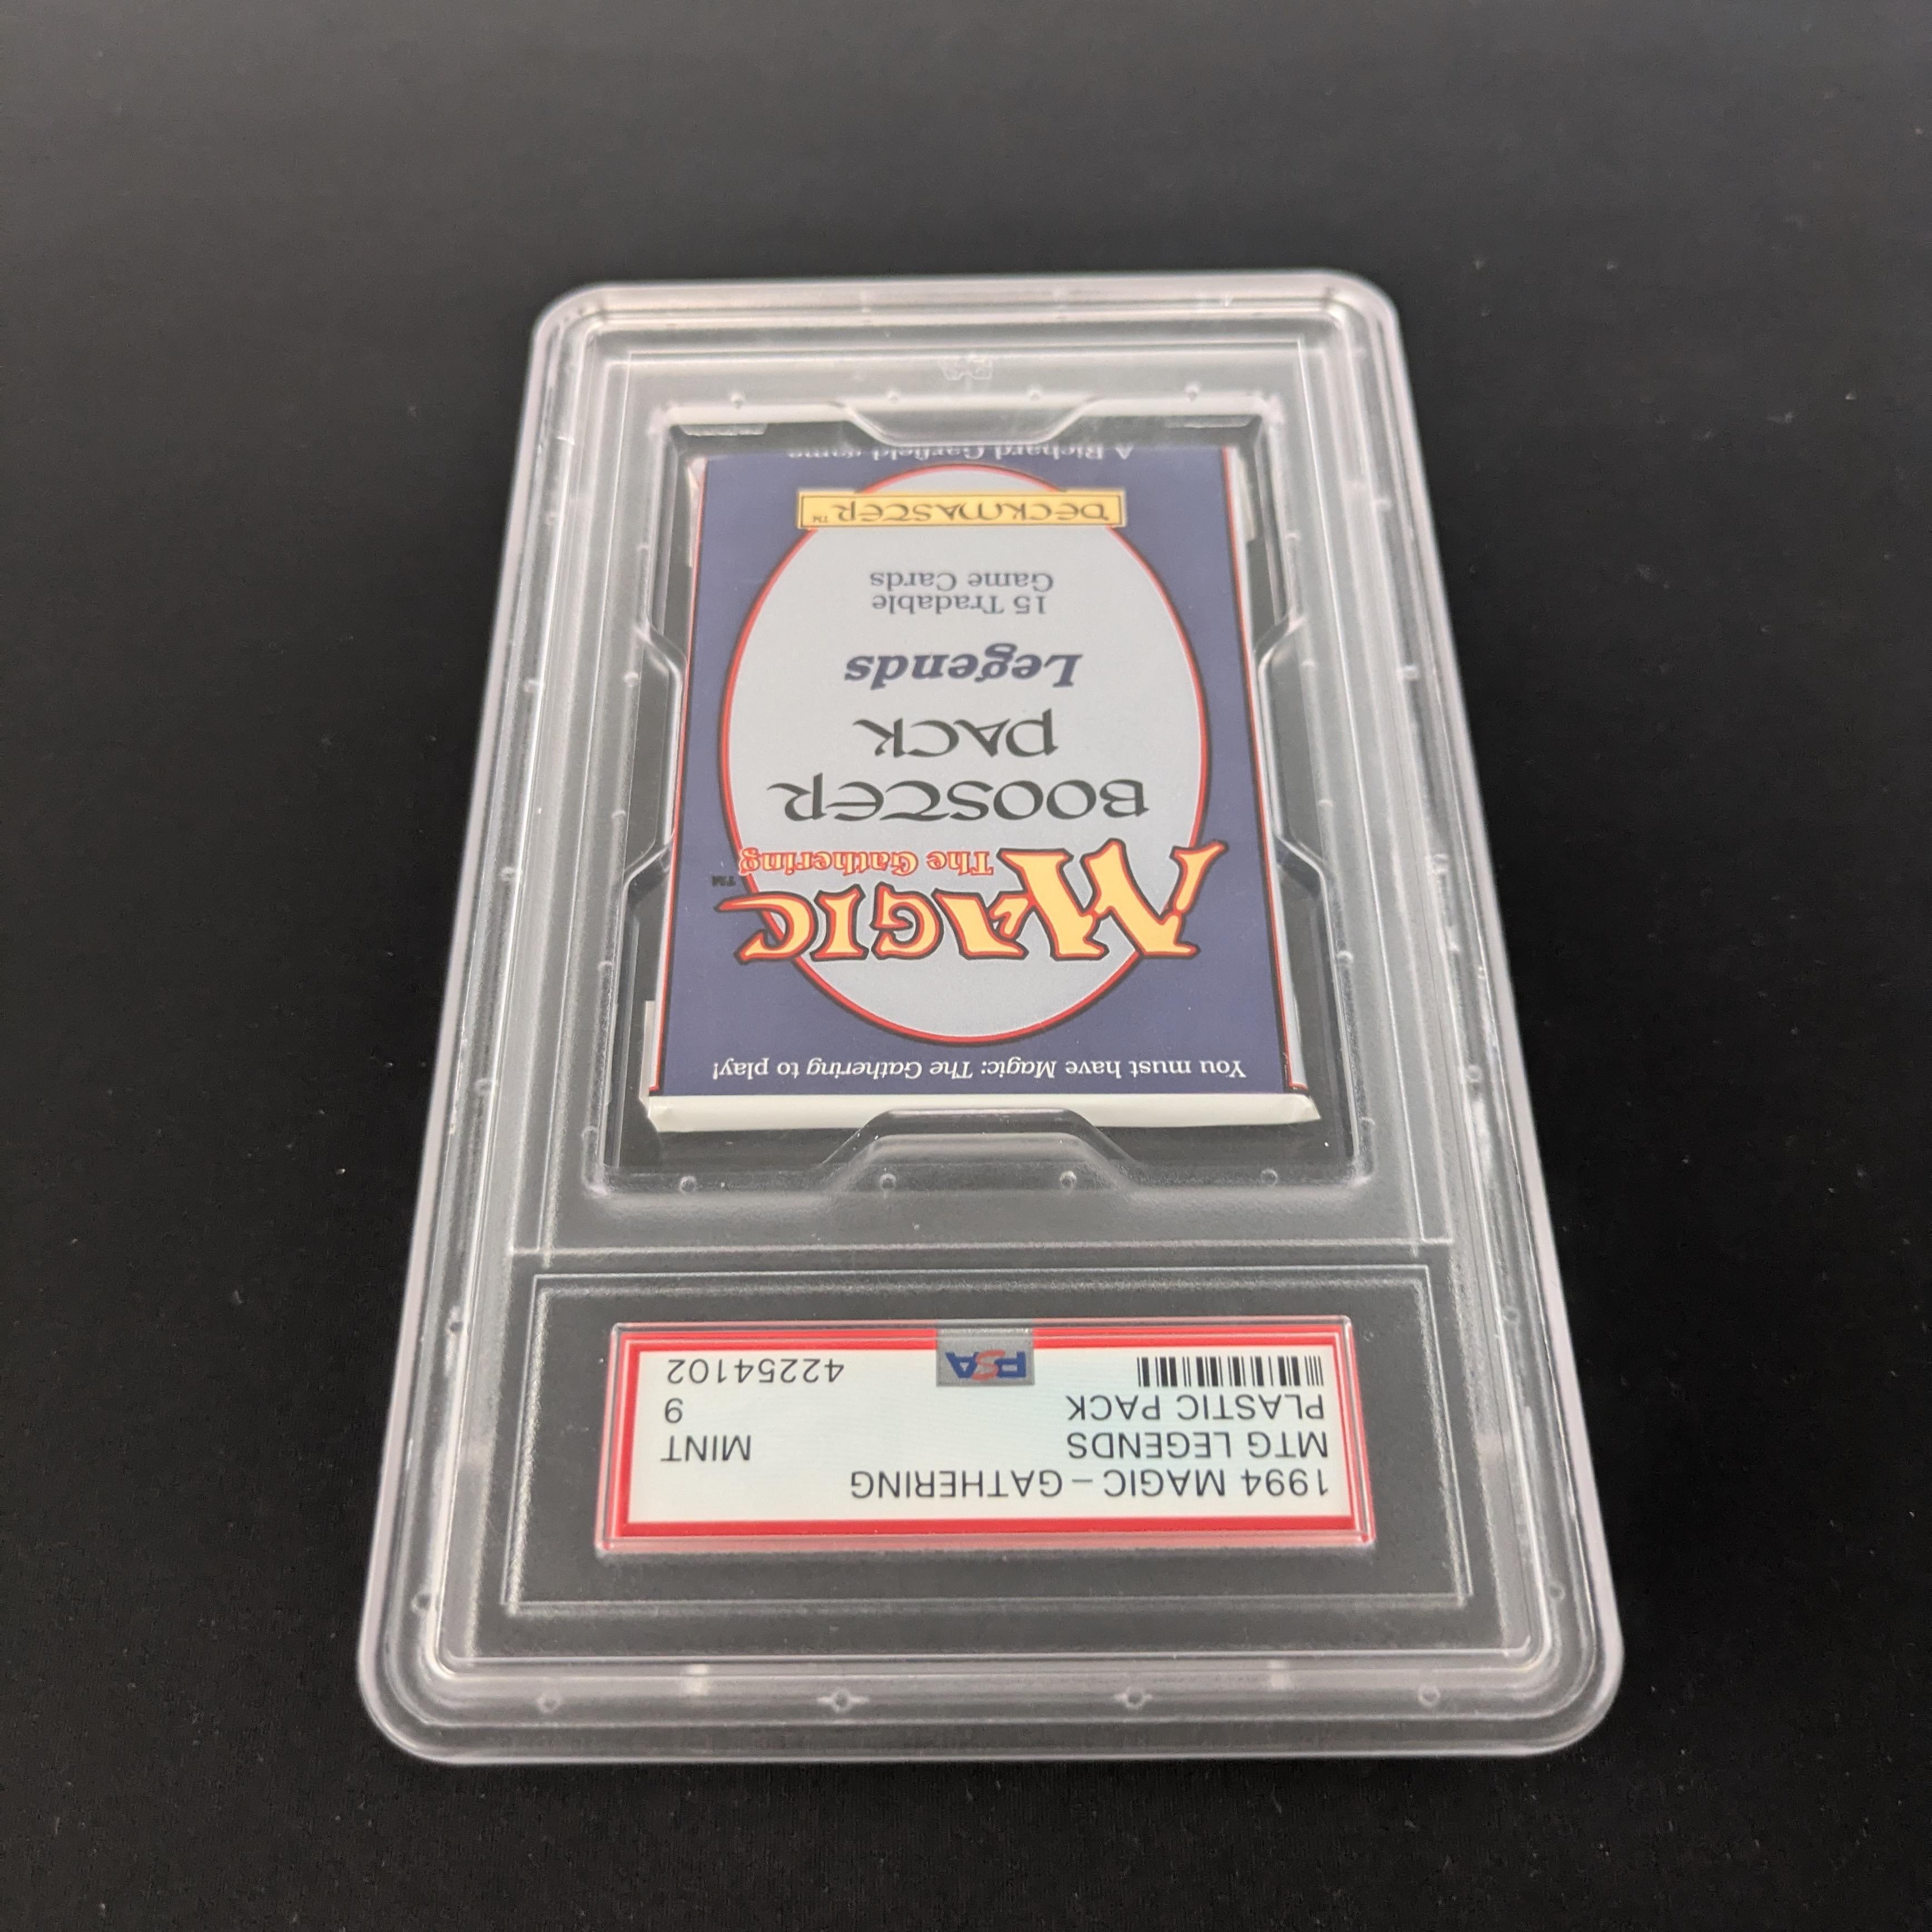 1994 MAGIC - GATHERING
MTG LEGENDS MINT
PLASTIC PACK 9
PSA 42254102
You must have Magic: The Gathering to play!
MAGIC
The Gathering™
BOOSTER
PACK
Legends
15 Tradable
Game Cards
DECKMASTER™
A Richard Garfield game